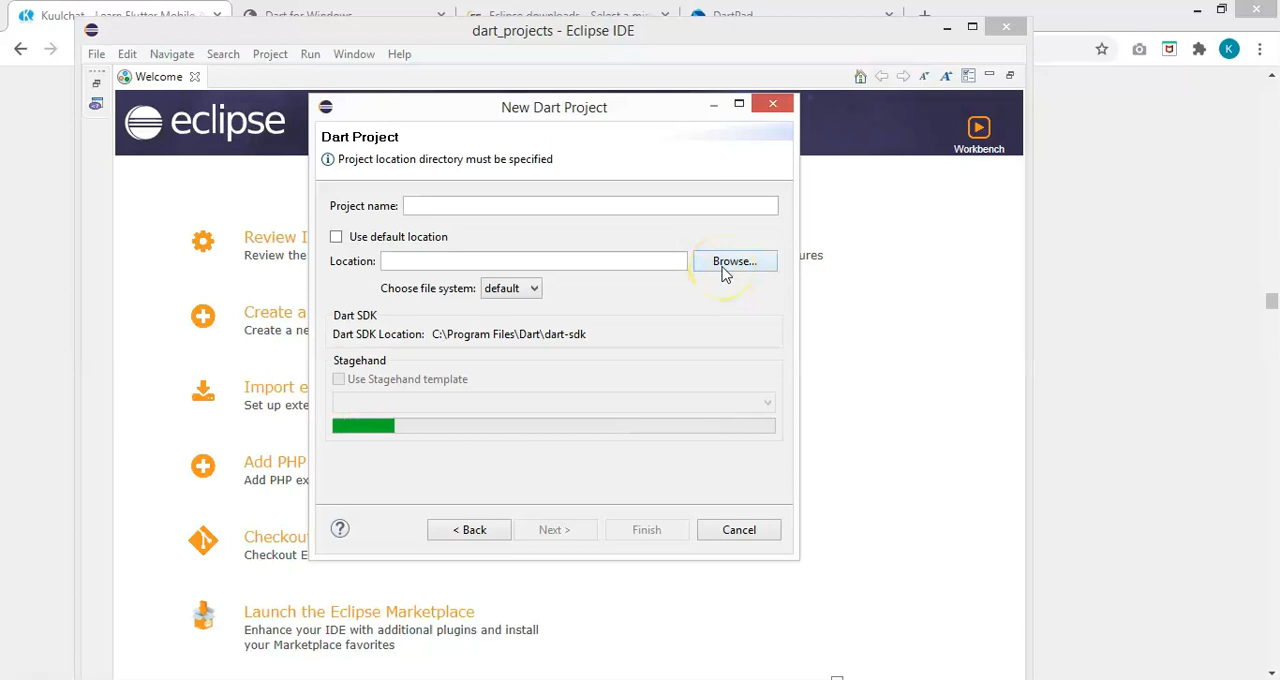 Kuulchat - Learn Flutter Mobile
Dart for Windows
Eclipse downloads - Select a mi
DartPad
dart_projects - Eclipse IDE
K
File Edit Navigate Search Project Run Window Help
Welcome
eclipse
Workbench
New Dart Project
Dart Project
Project location directory must be specified
Project name:
Use default location
Location:
Browse...
Choose file system: default
Dart SDK
Dart SDK Location: C:\Program Files\Dart\dart-sdk
Stagehand
Use Stagehand template
< Back
Next >
Finish
Cancel
Review I
Review the
ures
Create a
Create a ne
Import e
Set up exte
Add PHP
Add PHP ex
Checkou
Checkout E
Launch the Eclipse Marketplace
Enhance your IDE with additional plugins and install
your Marketplace favorites